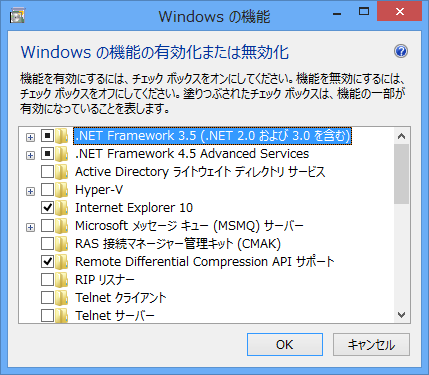 Windows の機能
Windows の機能の有効化または無効化
機能を有効にするには、チェック ボックスをオンにしてください。機能を無効にするには、
チェック ボックスをオフにしてください。塗りつぶされたチェック ボックスは、機能の一部が
有効になっていることを表します。
.NET Framework 3.5 (.NET 2.0 および 3.0 を含む)
.NET Framework 4.5 Advanced Services
Active Directory ライトウェイト ディレクトリ サービス
Hyper-V
Internet Explorer 10
Microsoft メッセージ キュー (MSMQ) サーバー
RAS 接続マネージャー管理キット (CMAK)
Remote Differential Compression API サポート
RIP リスナー
Telnet クライアント
Telnet サーバー
OK
キャンセル